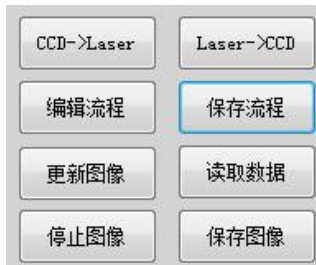 CCD->Laser
Laser->CCD
编辑流程
保存流程
更新图像
读取数据
停止图像
保存图像